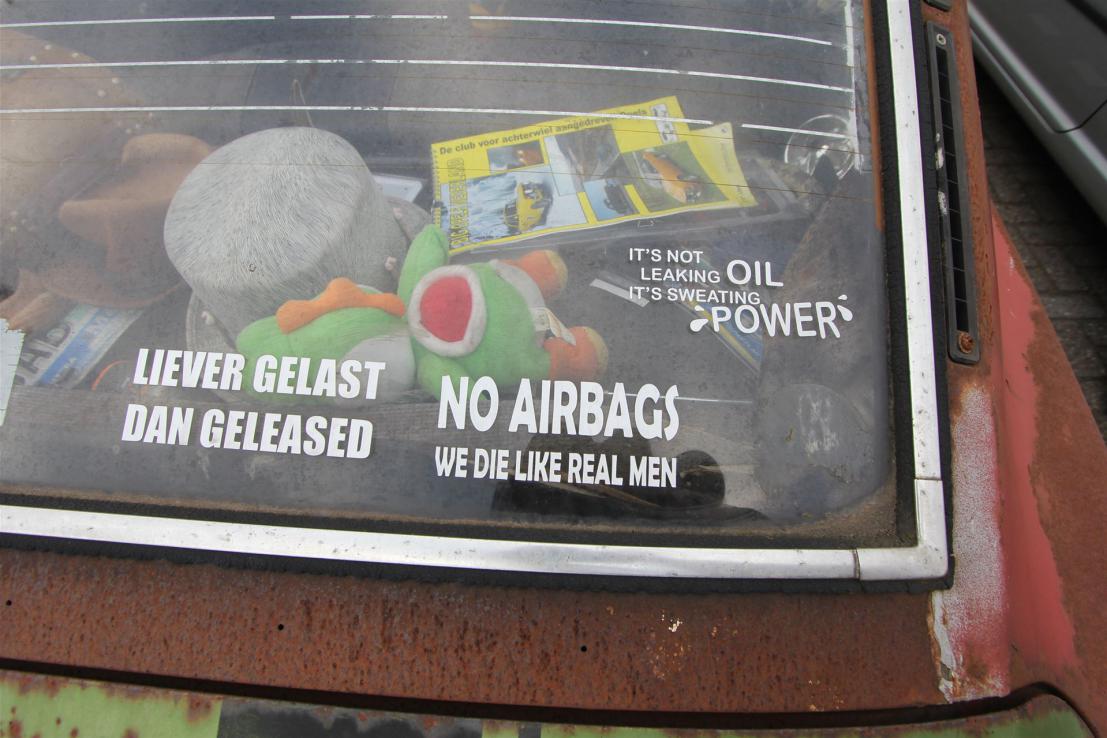 De club voor achterwiel aangedreven
IT'S NOT
LEAKING OIL
IT'S SWEATING
POWER
LIEVER GELAST
DAN GELEASED
NO AIRBAGS
WE DIE LIKE REAL MEN